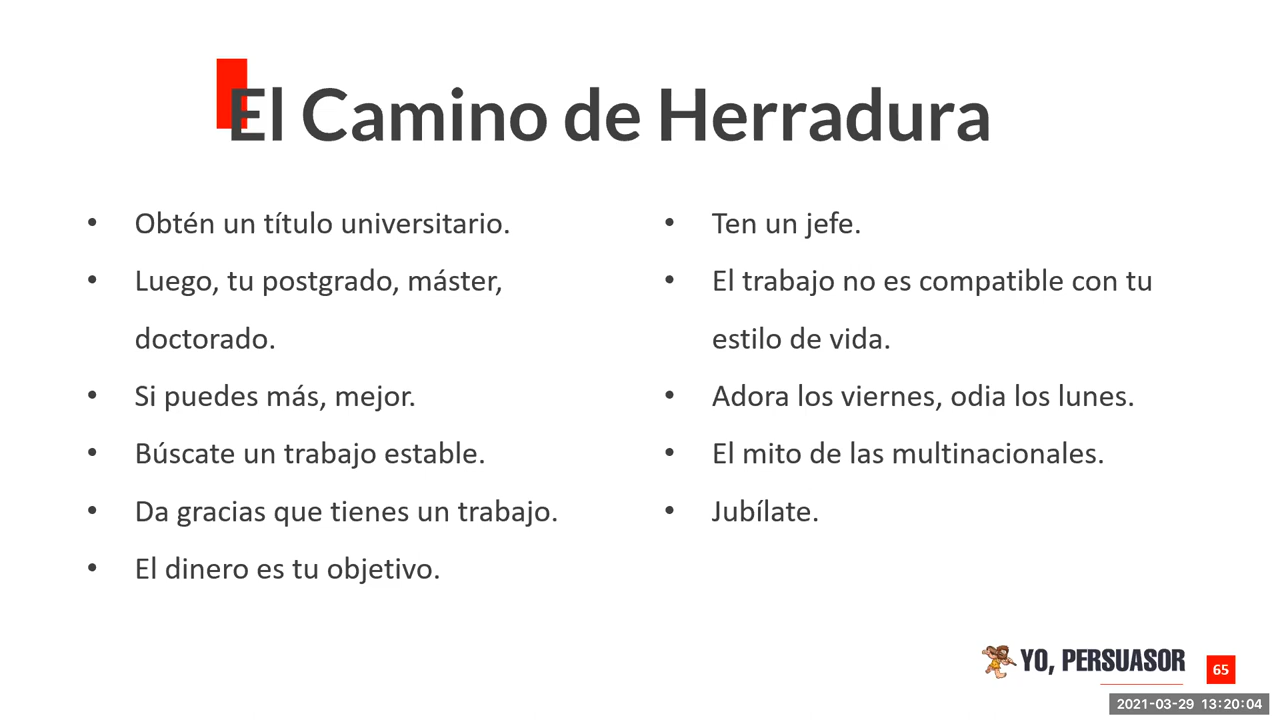 El Camino de Herradura
• Obtén un título universitario.
• Luego, tu postgrado, máster,
doctorado.
• Si puedes más, mejor.
• Búscate un trabajo estable.
• Da gracias que tienes un trabajo.
• El dinero es tu objetivo.
• Ten un jefe.
• El trabajo no es compatible con tu
estilo de vida.
• Adora los viernes, odia los lunes.
• El mito de las multinacionales.
• Jubílate.
YO, PERSUASOR
65
2021-03-29 13:20:04